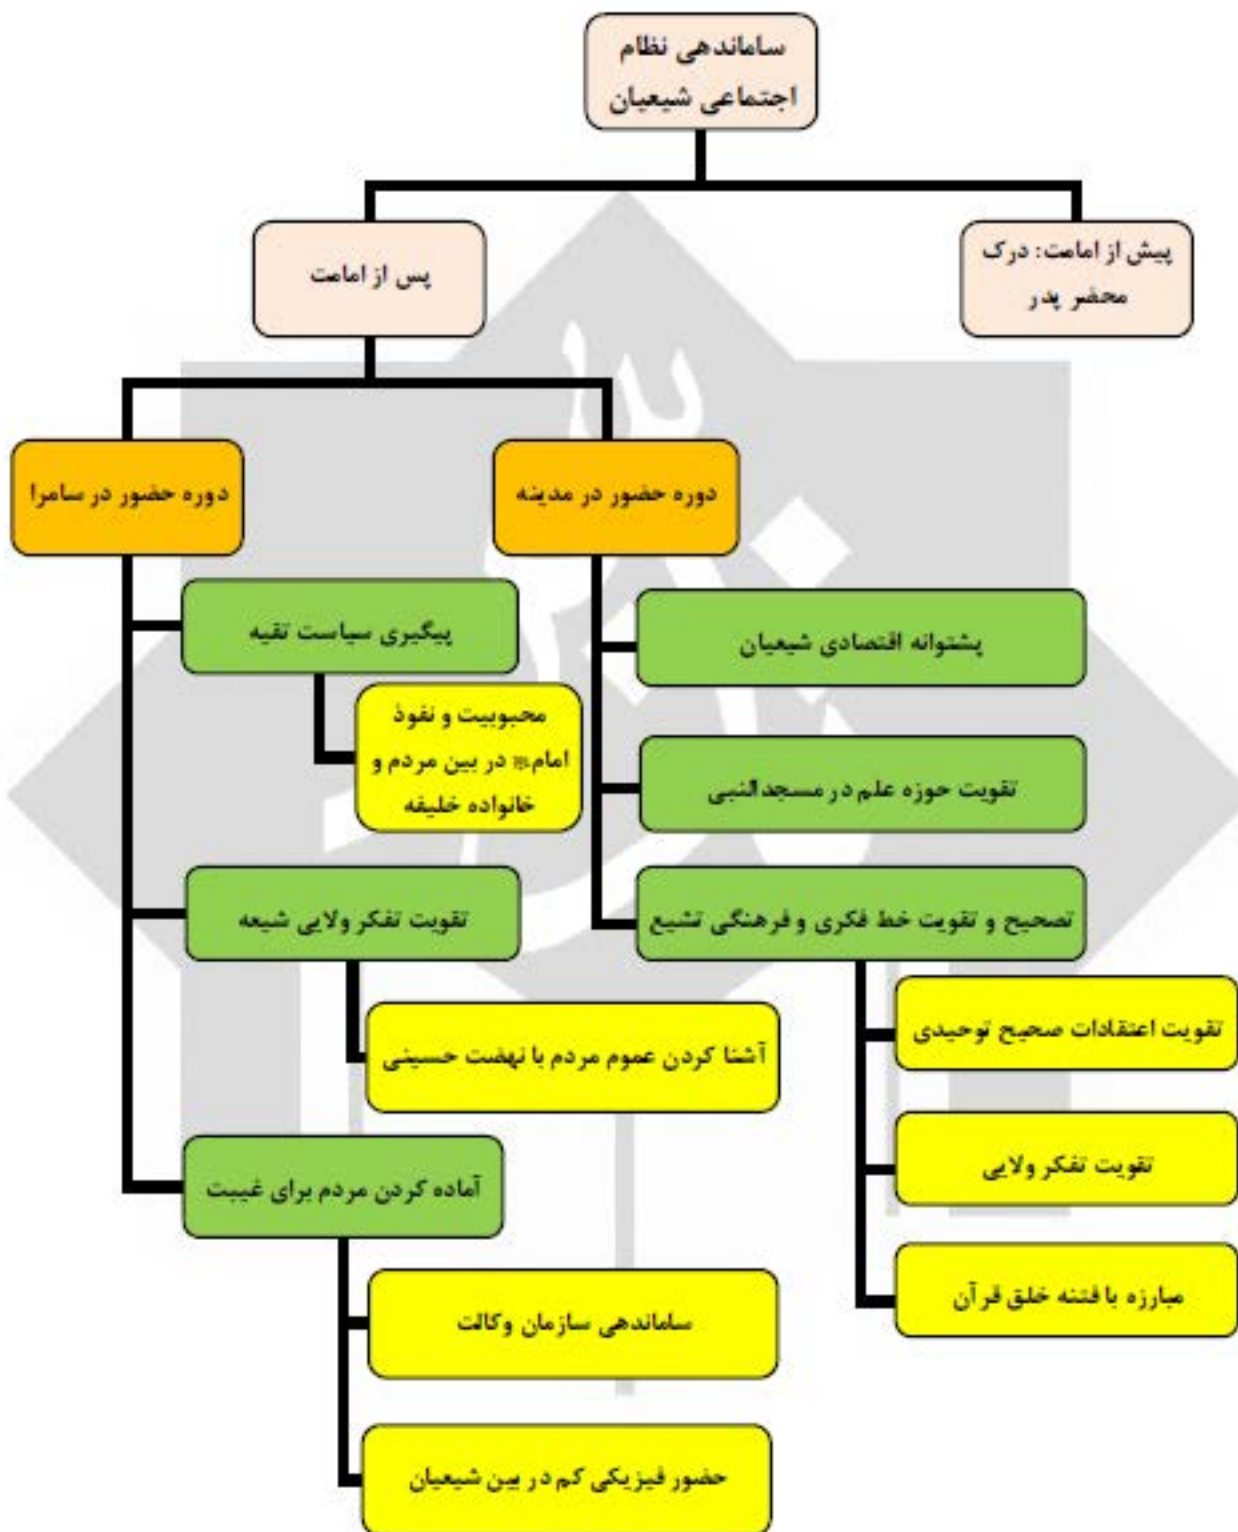 ساماندهی نظام
اجتماعی شیعیان
پیش از امامت: درک
محضر پدر
پس از امامت
دوره حضور در مدینه
پشتوانه اقتصادی شیعیان
تقویت حوزه علم در مسجدالنبی
تصحیح و تقویت خط فکری و فرهنگی تشیع
تقویت اعتقادات صحیح توحیدی
تقویت تفکر ولایی
مبارزه با فتنه خلق قرآن
دوره حضور در سامرا
پیگیری سیاست تقیه
محبوبیت و نفوذ
امام در بین مردم و
خانواده خلیفه
تقویت تفکر ولایی شیعه
آشنا کردن عموم مردم با نهضت حسینی
آماده کردن مردم برای غیبت
ساماندهی سازمان وکالت
حضور فیزیکی کم در بین شیعیان